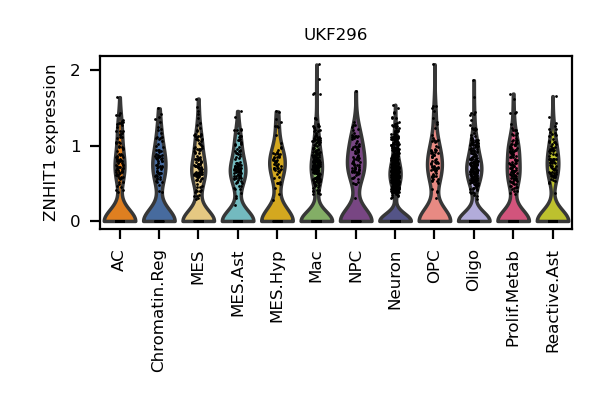 UKF296
ZNHIT1 expression
2
1
0
AC
Chromatin.Reg
MES
MES.Ast
MES.Hyp
Mac
NPC
Neuron
OPC
Oligo
Prolif.Metab
Reactive.Ast